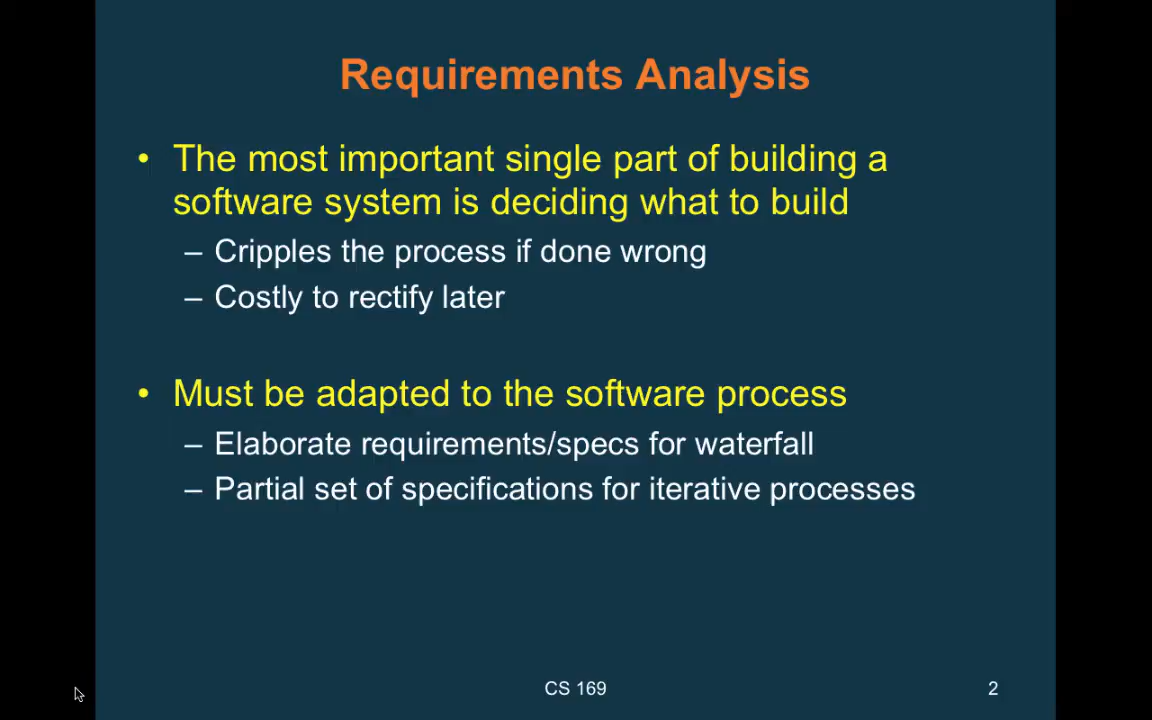 Requirements Analysis
• The most important single part of building a
software system is deciding what to build
– Cripples the process if done wrong
– Costly to rectify later
• Must be adapted to the software process
– Elaborate requirements/specs for waterfall
– Partial set of specifications for iterative processes
CS 169
2